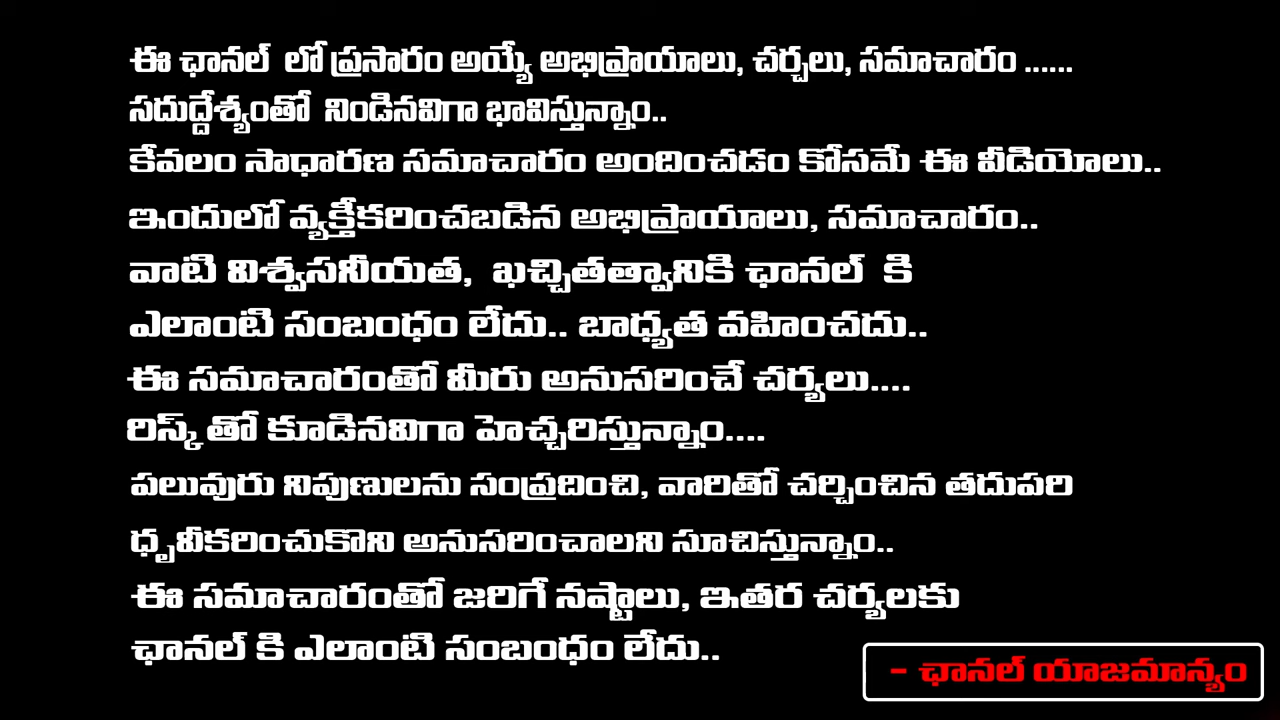 ఈ ఛానల్ లో ప్రసారం అయ్యే అభిప్రాయాలు, చర్చలు, సమాచారం ......
సదుద్దేశ్యంతో నిండినవిగా భావిస్తున్నాం..
కేవలం సాధారణ సమాచారం అందించడం కోసమే ఈ వీడియోలు..
ఇందులో వ్యక్తీకరించబడిన అభిప్రాయాలు, సమాచారం..
వాటి విశ్వసనీయత, ఖచ్చితత్వానికి ఛానల్ కి
ఎలాంటి సంబంధం లేదు.. బాధ్యత వహించదు..
ఈ సమాచారంతో మీరు అనుసరించే చర్యలు....
రిస్క్ తో కూడినవిగా హెచ్చరిస్తున్నాం....
పలువురు నిపుణులను సంప్రదించి, వారితో చర్చించిన తదుపరి
ధృవీకరించుకొని అనుసరించాలని సూచిస్తున్నాం..
ఈ సమాచారంతో జరిగే నష్టాలు, ఇతర చర్యలకు
ఛానల్ కి ఎలాంటి సంబంధం లేదు..
- ఛానల్ యాజమాన్యం